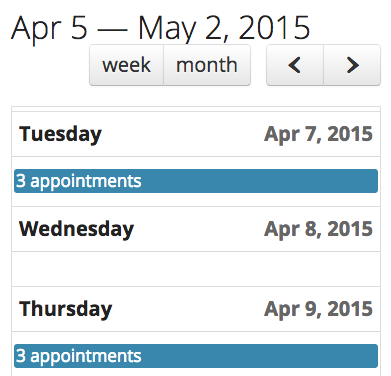 Apr 5 — May 2, 2015
week month
Tuesday Apr 7, 2015
3 appointments
Wednesday Apr 8, 2015
Thursday Apr 9, 2015
3 appointments